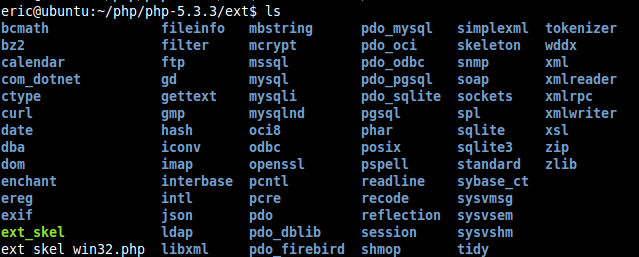 eric@ubuntu:~/php/php-5.3.3/ext$ ls
bcmath fileinfo mbstring pdo_mysql simplexml tokenizer
bz2 filter mcrypt pdo_oci skeleton wddx
calendar ftp mssql pdo_odbc snmp xml
com_dotnet gd mysql pdo_pgsql soap xmlreader
ctype gettext mysqli pdo_sqlite sockets xmlrpc
curl gmp mysqlnd pgsql spl xmlwriter
date hash oci8 phar sqlite xsl
dba iconv odbc posix sqlite3 zip
dom imap openssl pspell standard zlib
enchant interbase pcntl readline sybase_ct
ereg intl pcre recode sysvmsg
exif json pdo reflection sysvsem
ext_skel ldap pdo_dblib session sysvshm
ext_skel_win32.php libxml pdo_firebird shmop tidy